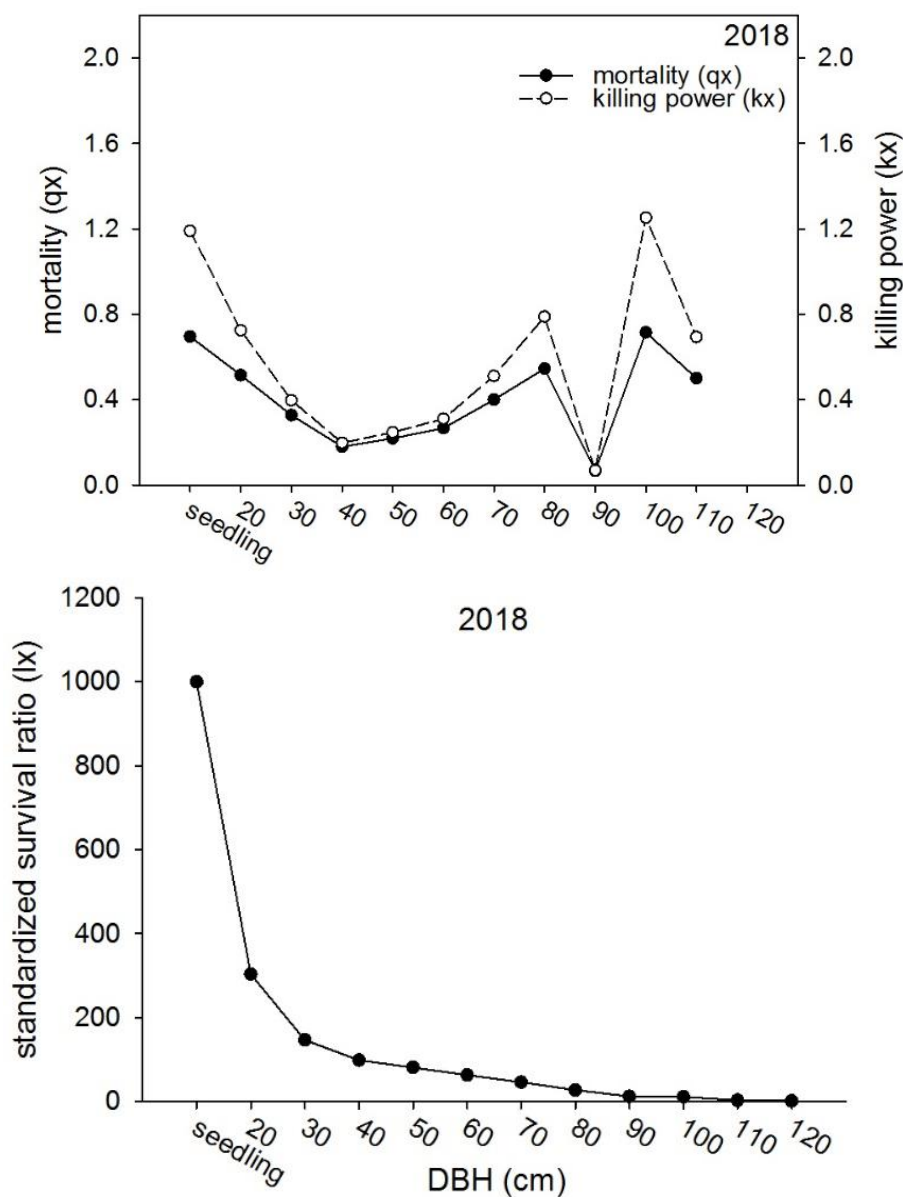 2018
mortality (qx)
killing power (kx)
2.0
1.6
1.2
0.8
0.4
0.0
mortality (qx)
2.0
1.6
1.2
0.8
0.4
0.0
killing power (kx)
seedling 20 30 40 50 60 70 80 90 100 110 120
2018
1200
1000
800
600
400
200
0
standardized survival ratio (lx)
seedling 20 30 40 50 60 70 80 90 100 110 120
DBH (cm)